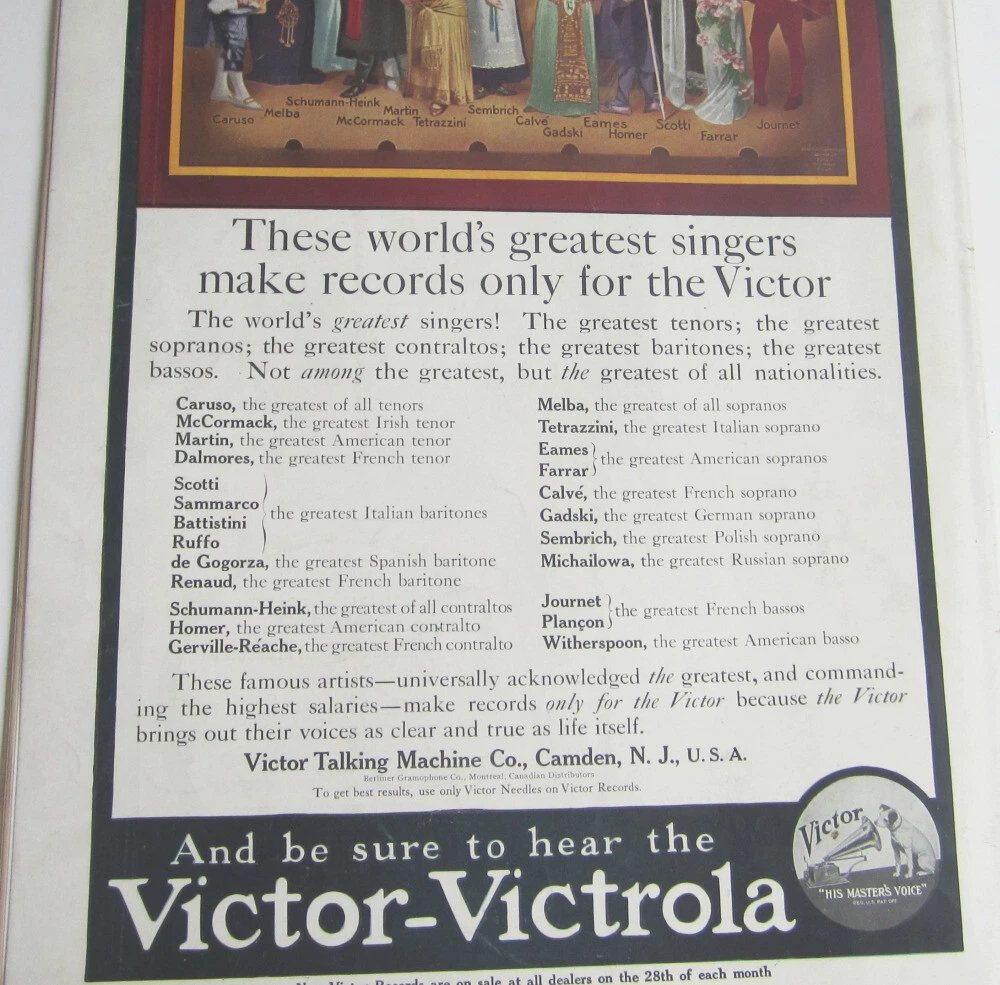 Schumann-Heink Martin Sembrich
Caruso Melba McCormack Tetrazzini Calvé Gadski Eames Homer Scotti Farrar Journet
These world's greatest singers
make records only for the Victor
The world's greatest singers! The greatest tenors; the greatest
sopranos; the greatest contraltos; the greatest baritones; the greatest
bassos. Not among the greatest, but the greatest of all nationalities.
Caruso, the greatest of all tenors
McCormack, the greatest Irish tenor
Martin, the greatest American tenor
Dalmores, the greatest French tenor
Scotti
Sammarco
Battistini
Ruffo
the greatest Italian baritones
de Gogorza, the greatest Spanish baritone
Renaud, the greatest French baritone
Schumann-Heink, the greatest of all contraltos
Homer, the greatest American contralto
Gerville-Réache, the greatest French contralto
Melba, the greatest of all sopranos
Tetrazzini, the greatest Italian soprano
Eames
Farrar
the greatest American sopranos
Calvé, the greatest French soprano
Gadski, the greatest German soprano
Sembrich, the greatest Polish soprano
Michailowa, the greatest Russian soprano
Journet
Plançon
the greatest French bassos
Witherspoon, the greatest American basso
These famous artists—universally acknowledged the greatest, and command-
ing the highest salaries—make records only for the Victor because the Victor
brings out their voices as clear and true as life itself.
Victor Talking Machine Co., Camden, N. J., U. S. A.
Berliner Gramophone Co., Montreal, Canadian Distributors
To get best results, use only Victor Needles on Victor Records.
And be sure to hear the
Victor-Victrola
Victor
"HIS MASTER'S VOICE"
REG. U.S. PAT. OFF.
New Victor Records are on sale at all dealers on the 28th of each month